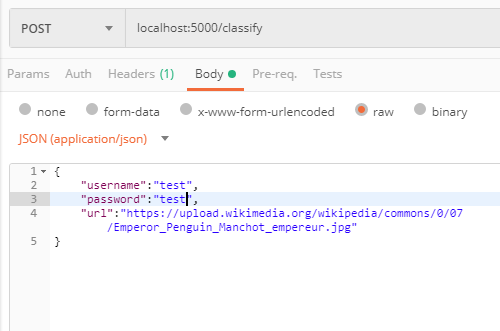 POST localhost:5000/classify
Params Auth Headers (1) Body Pre-req. Tests
none form-data x-www-form-urlencoded raw binary
JSON (application/json)
1 {
2 "username":"test",
3 "password":"test",
4 "url":"https://upload.wikimedia.org/wikipedia/commons/0/07
/Emperor_Penguin_Manchot_empereur.jpg"
5 }